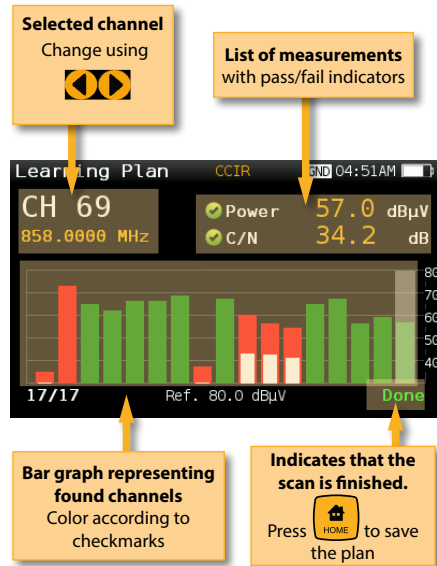 Selected channel
Change using
List of measurements
with pass/fail indicators
Learning Plan CCIR GND 04:51AM
CH 69
858.0000 MHz
Power 57.0 dBµV
C/N 34.2 dB
80
70
60
50
40
17/17 Ref. 80.0 dBµV Done
Bar graph representing
found channels
Color according to
checkmarks
Indicates that the
scan is finished.
Press HOME to save
the plan